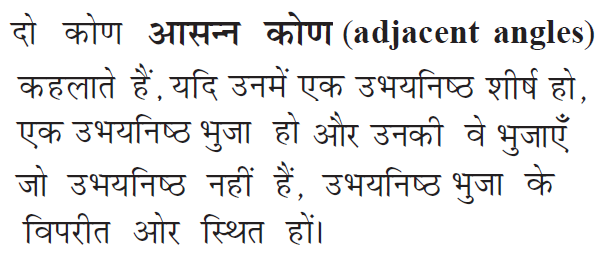 दो कोण आसन्न कोण (adjacent angles)
कहलाते हैं, यदि उनमें एक उभयनिष्ठ शीर्ष हो,
एक उभयनिष्ठ भुजा हो और उनकी वे भुजाएँ
जो उभयनिष्ठ नहीं हैं, उभयनिष्ठ भुजा के
विपरीत ओर स्थित हों।